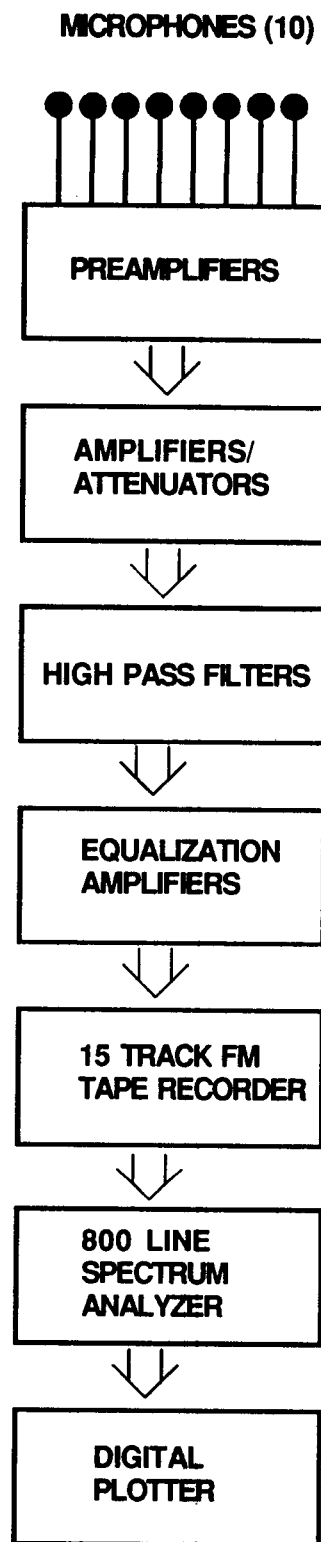 MICROPHONES (10)
PREAMPLIFIERS
AMPLIFIERS/
ATTENUATORS
HIGH PASS FILTERS
EQUALIZATION
AMPLIFIERS
15 TRACK FM
TAPE RECORDER
800 LINE
SPECTRUM
ANALYZER
DIGITAL
PLOTTER